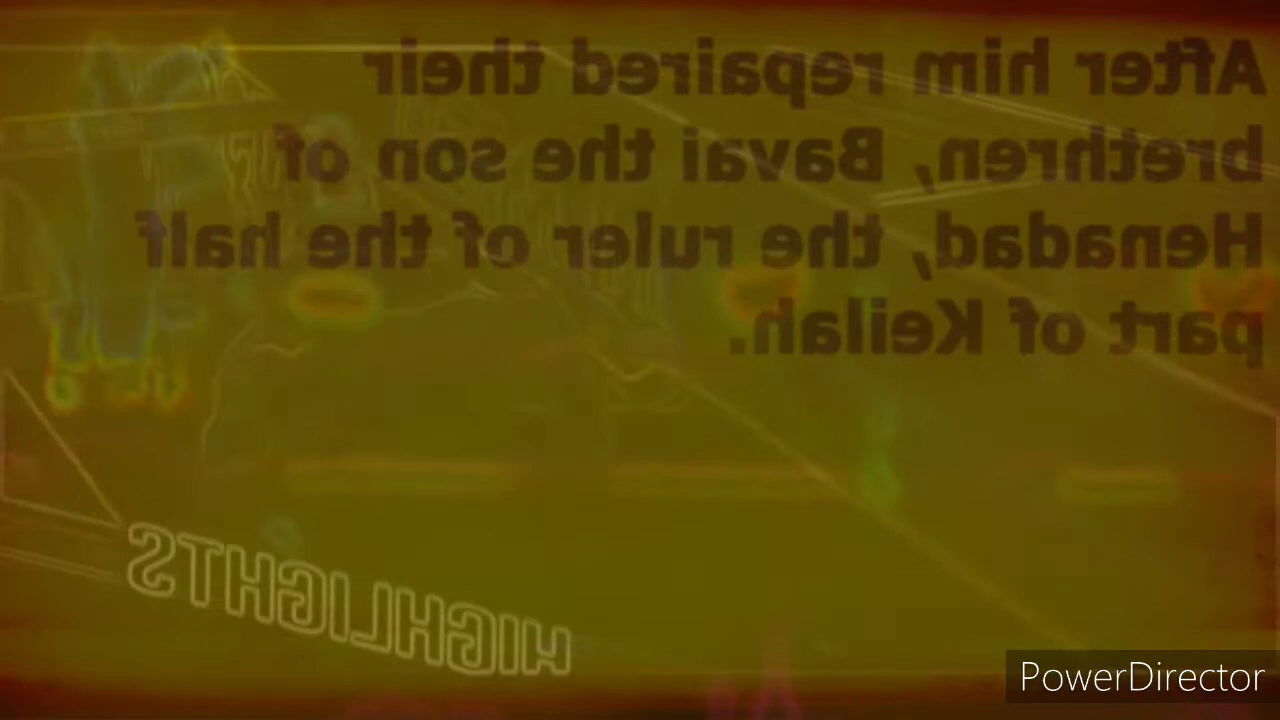 After him repaired their
brethren, Bavai the son of
Henadad, the ruler of the half
part of Keilah.
HIGHLIGHTS
PowerDirector